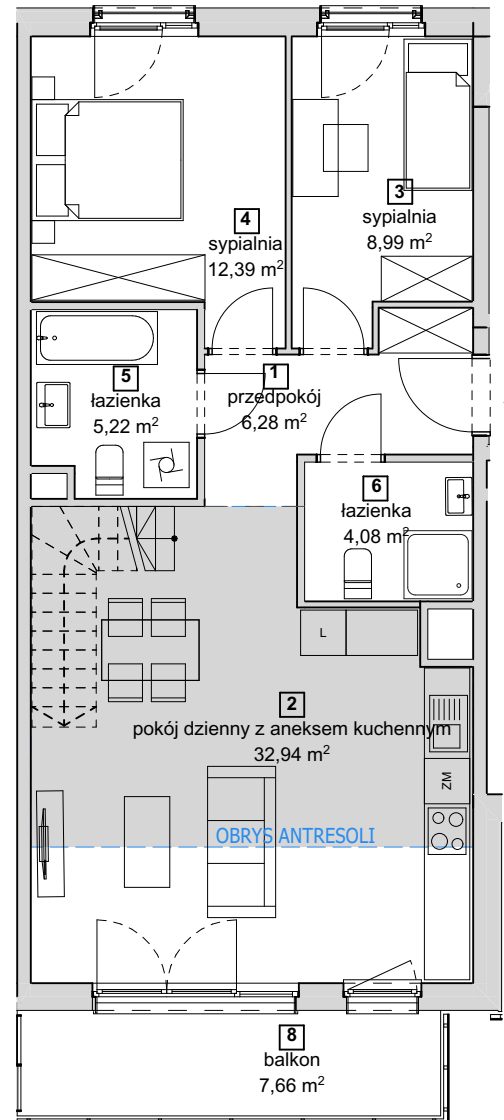 4
sypialnia
12,39 m²
3
sypialnia
8,99 m²
1
przedpokój
6,28 m²
5
łazienka
5,22 m²
6
łazienka
4,08 m²
L
2
pokój dzienny z aneksem kuchennym
32,94 m²
ZM
OBRYS ANTRESOLI
8
balkon
7,66 m²